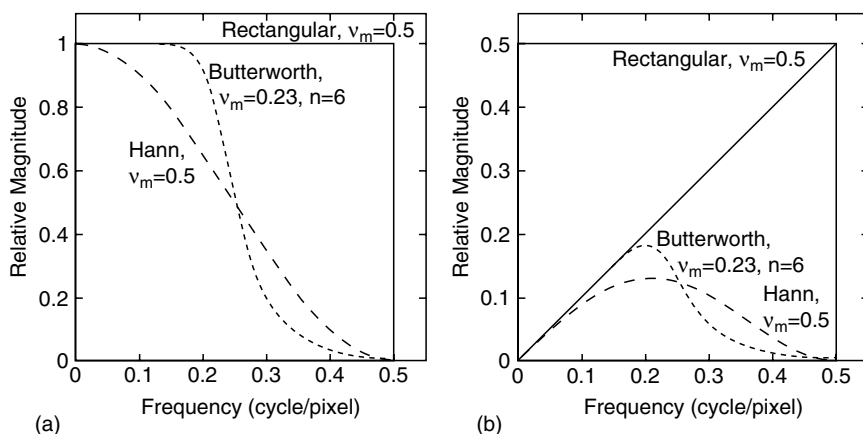 Rectangular, νm=0.5
Butterworth,
νm=0.23, n=6
Hann,
νm=0.5
Relative Magnitude
1
0.8
0.6
0.4
0.2
0
0
0.1
0.2
0.3
0.4
0.5
Frequency (cycle/pixel)
(a)
Rectangular, νm=0.5
Butterworth,
νm=0.23, n=6
Hann,
νm=0.5
Relative Magnitude
0.5
0.4
0.3
0.2
0.1
0
0
0.1
0.2
0.3
0.4
0.5
Frequency (cycle/pixel)
(b)